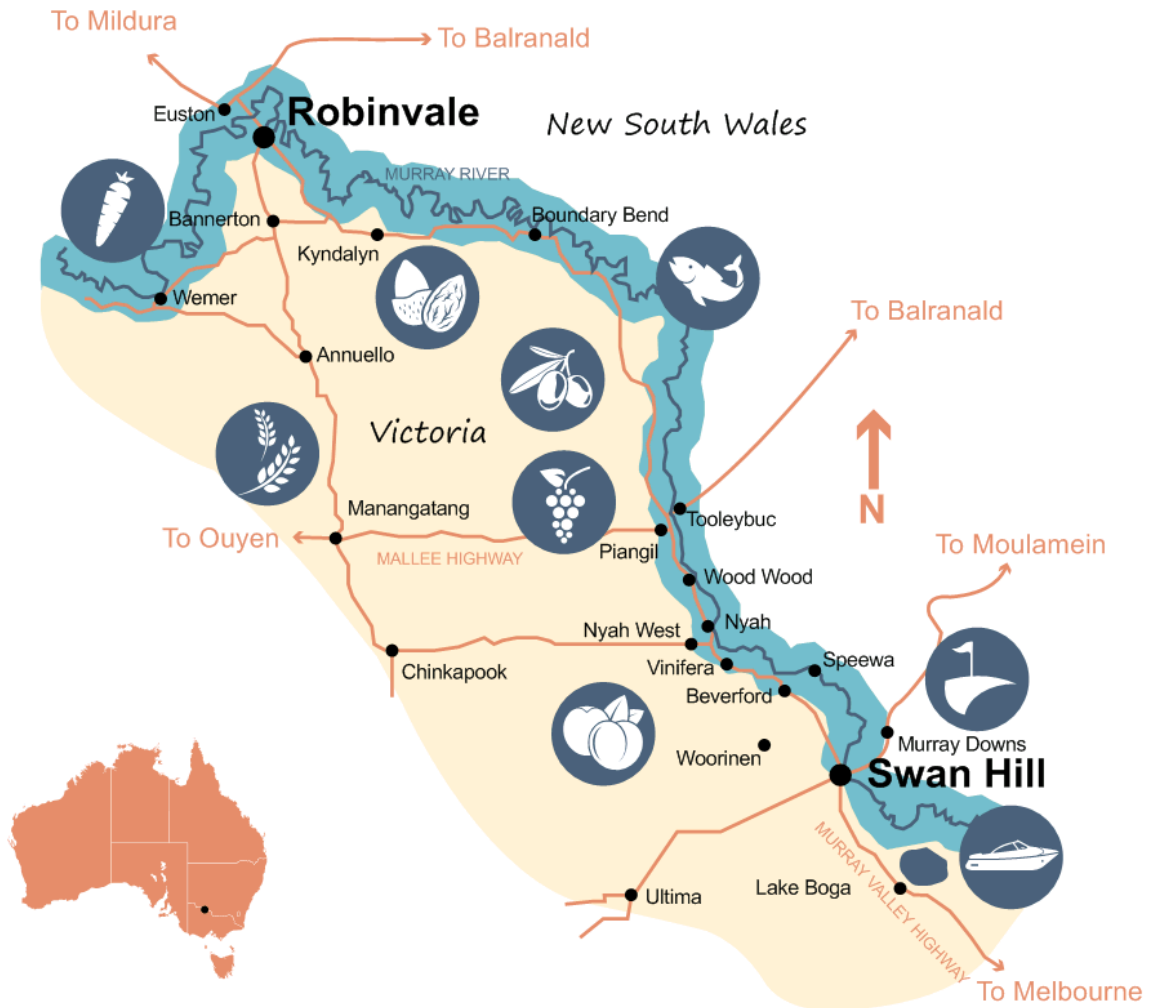 To Mildura
To Balranald
Euston
Robinvale
New South Wales
MURRAY RIVER
Bannerton
Boundary Bend
Kyndalyn
Wemer
To Balranald
Annuello
Victoria
Manangatang
Tooleybuc
N
To Ouyen
MALLEE HIGHWAY
Piangil
To Moulamein
Wood Wood
Nyah West
Nyah
Chinkapook
Vinifera
Speewa
Beverford
Woorinen
Murray Downs
Swan Hill
MURRAY VALLEY HIGHWAY
Lake Boga
Ultima
To Melbourne